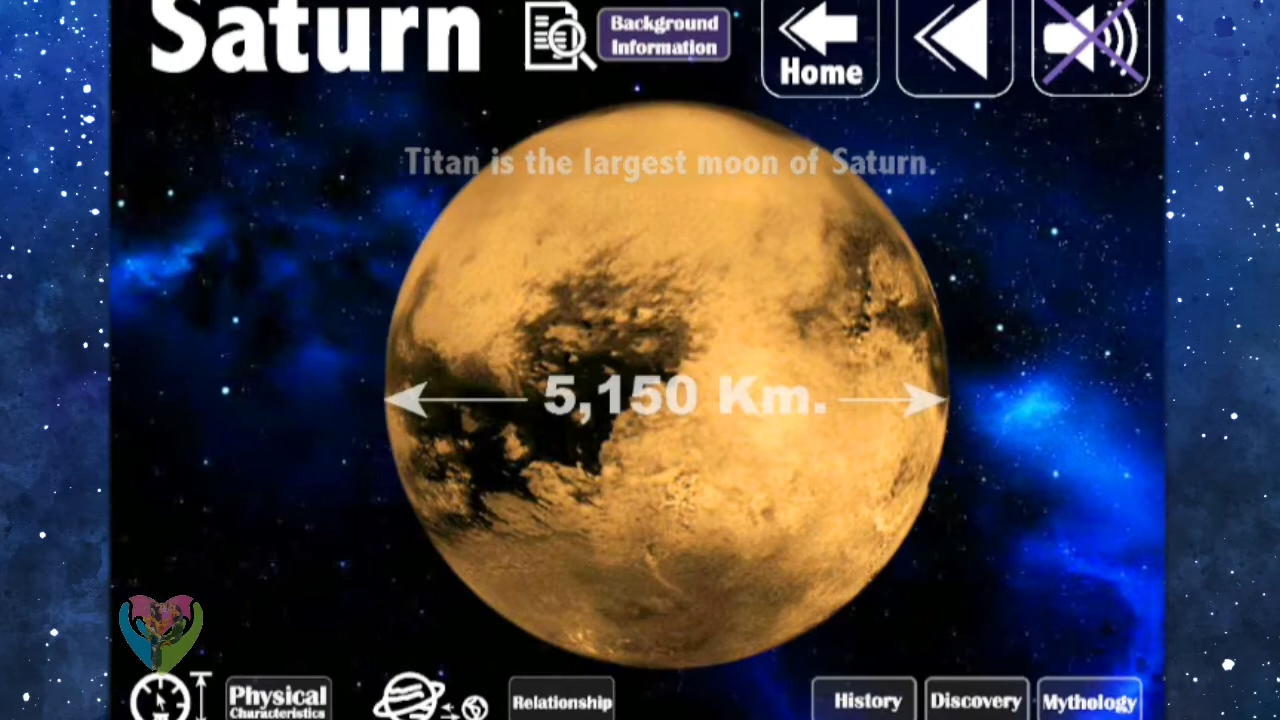 Saturn
Background
Information
Home
Titan is the largest moon of Saturn.
5,150 Km.
Physical
Characteristics
Relationship
History
Discovery
Mythology